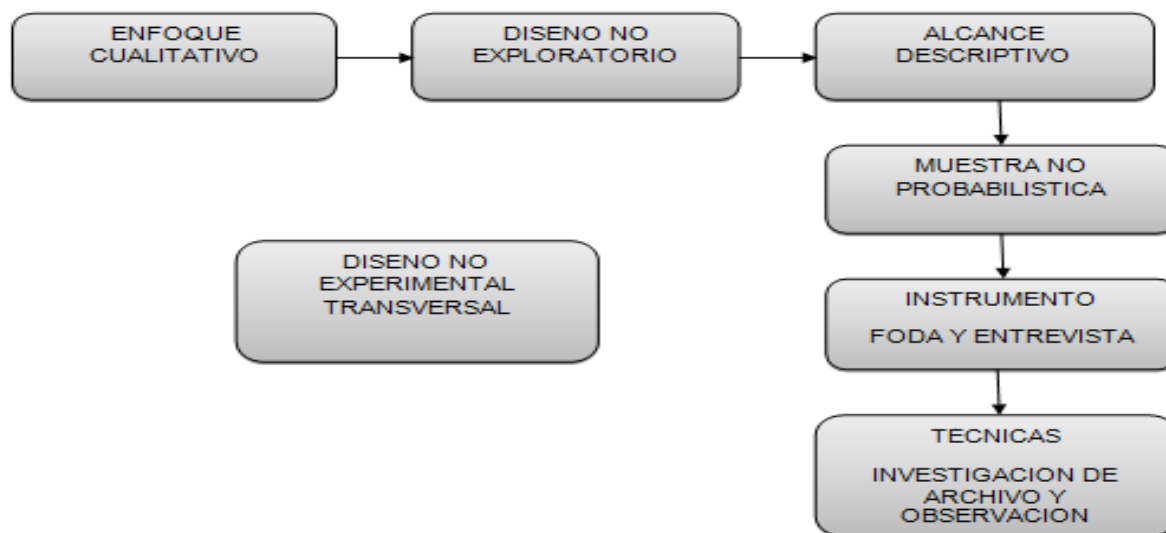 ENFOQUE
CUALITATIVO
DISENO NO
EXPLORATORIO
ALCANCE
DESCRIPTIVO
MUESTRA NO
PROBABILISTICA
DISENO NO
EXPERIMENTAL
TRANSVERSAL
INSTRUMENTO
FODA Y ENTREVISTA
TECNICAS
INVESTIGACION DE
ARCHIVO Y
OBSERVACION